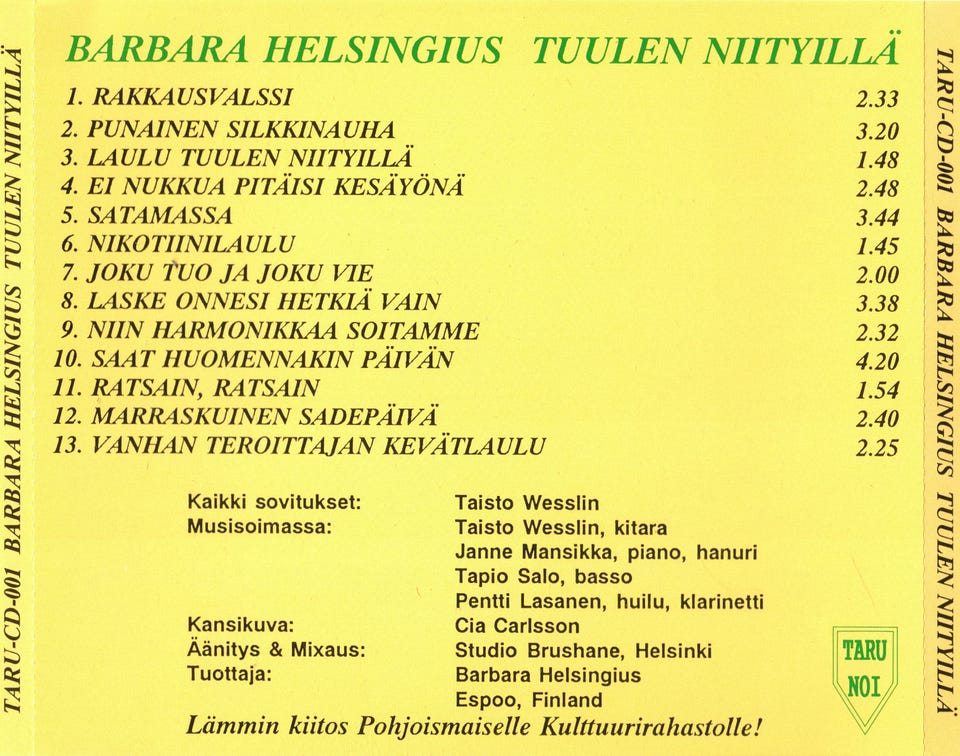 BARBARA HELSINGIUS TUULEN NIITYILLÄ
1. RAKKAUSVALSSI 2.33
2. PUNAINEN SILKKINAUHA 3.20
3. LAULU TUULEN NIITYILLÄ 1.48
4. EI NUKKUA PITÄISI KESÄYÖNÄ 2.48
5. SATAMASSA 3.44
6. NIKOTIINILAULU 1.45
7. JOKU TUO JA JOKU VIE 2.00
8. LASKE ONNESI HETKIÄ VAIN 3.38
9. NIIN HARMONIKKAA SOITAMME 2.32
10. SAAT HUOMENNAKIN PÄIVÄN 4.20
11. RATSAIN, RATSAIN 1.54
12. MARRASKUINEN SADEPÄIVÄ 2.40
13. VANHAN TEROITTAJAN KEVÄTLAULU 2.25
Kaikki sovitukset: Taisto Wesslin
Musisoimassa: Taisto Wesslin, kitara
Janne Mansikka, piano, hanuri
Tapio Salo, basso
Pentti Lasanen, huilu, klarinetti
Kansikuva: Cia Carlsson
Äänitys & Mixaus: Studio Brushane, Helsinki
Tuottaja: Barbara Helsingius
Espoo, Finland
Lämmin kiitos Pohjoismaiselle Kulttuurirahastolle!
TARU
NOI
TARU-CD-001 BARBARA HELSINGIUS TUULEN NIITYILLÄ
TARU-CD-001 BARBARA HELSINGIUS TUULEN NIITYILLÄ